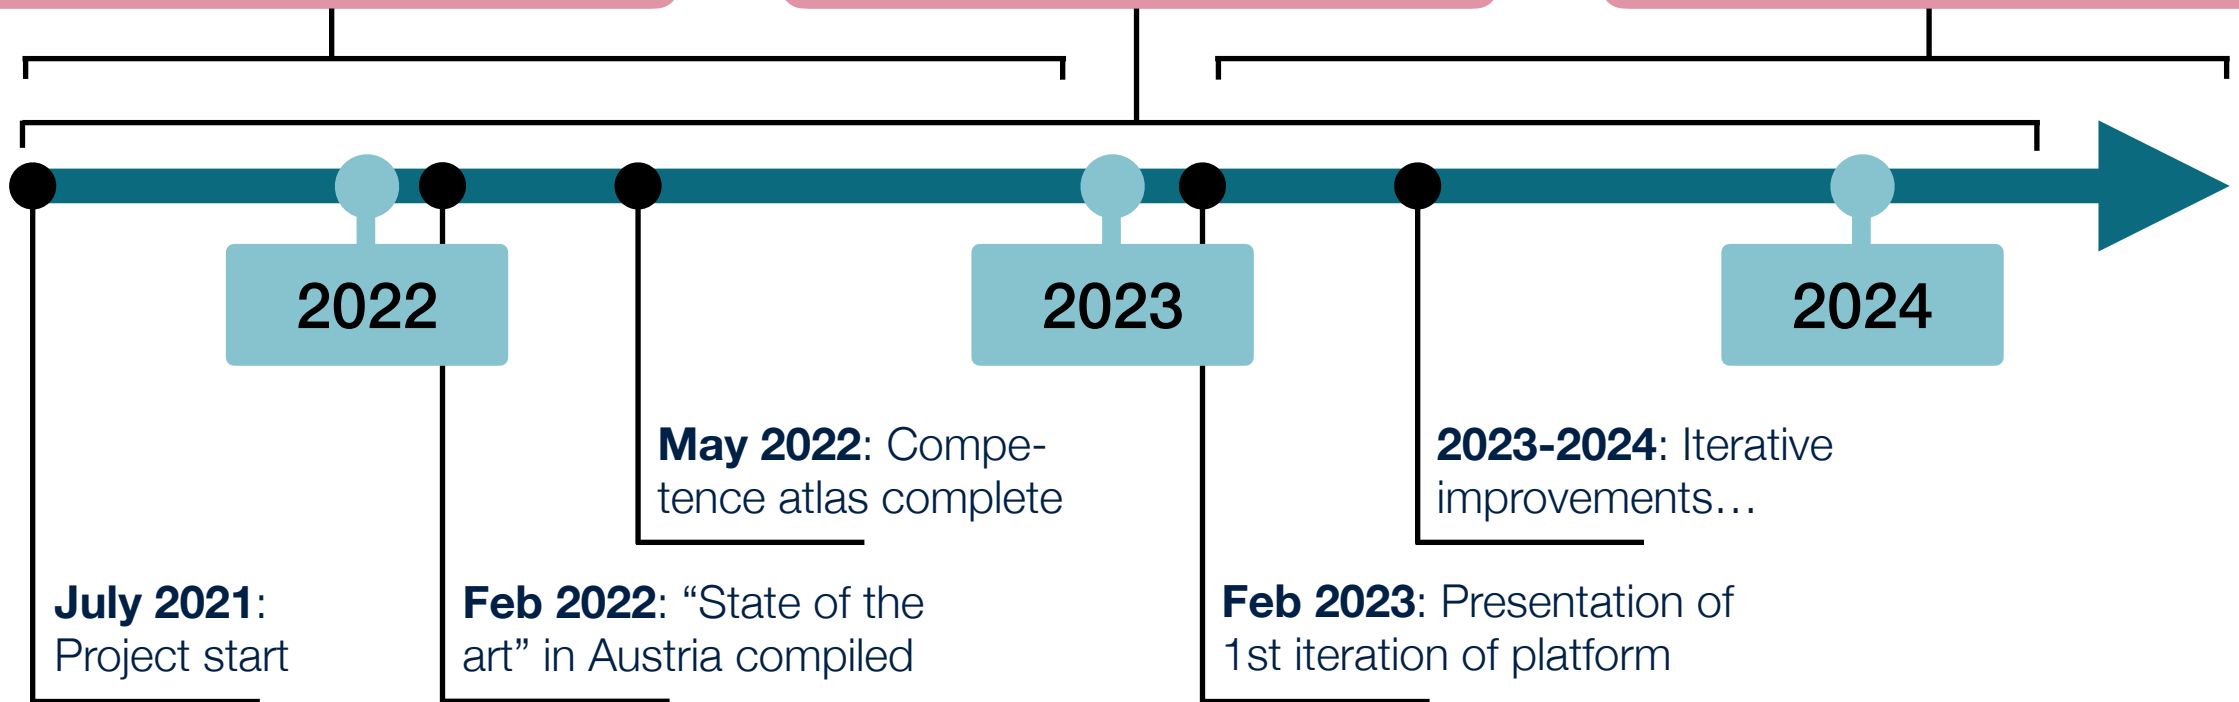 2022
2023
2024
May 2022: Compe-
tence atlas complete
2023-2024: Iterative
improvements…
July 2021:
Project start
Feb 2022: “State of the
art” in Austria compiled
Feb 2023: Presentation of
1st iteration of platform